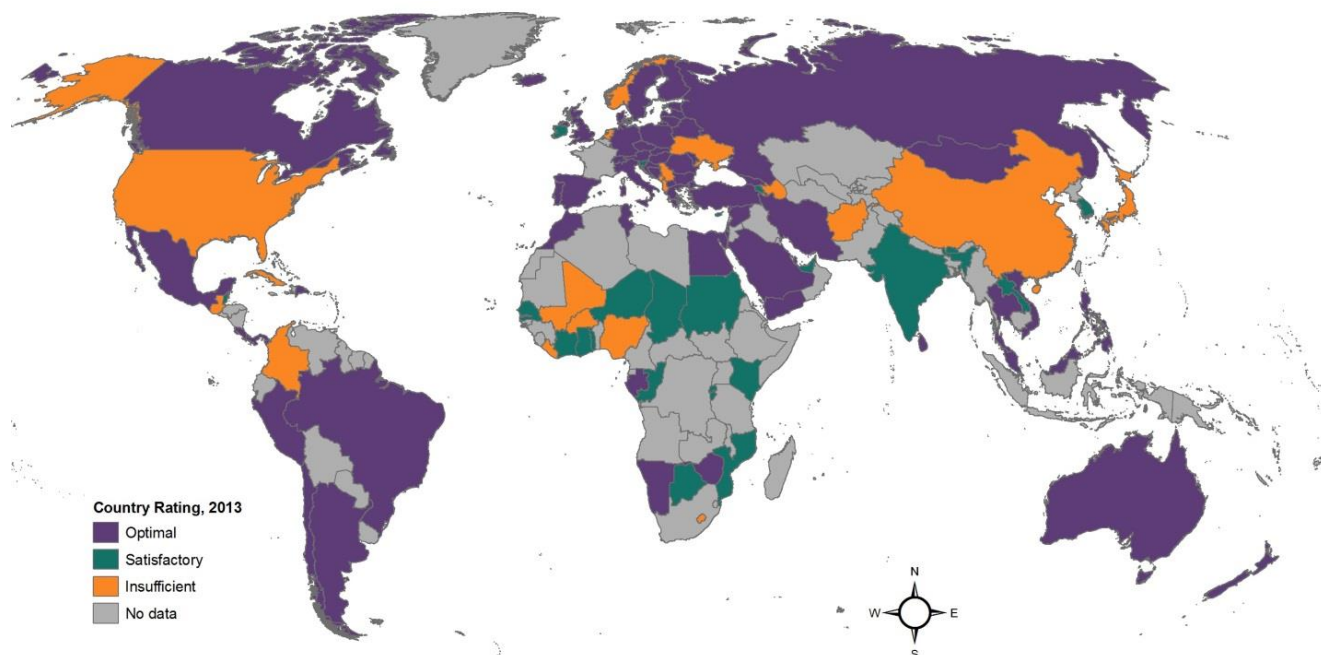 Country Rating, 2013
Optimal
Satisfactory
Insufficient
No data
N
W E
S